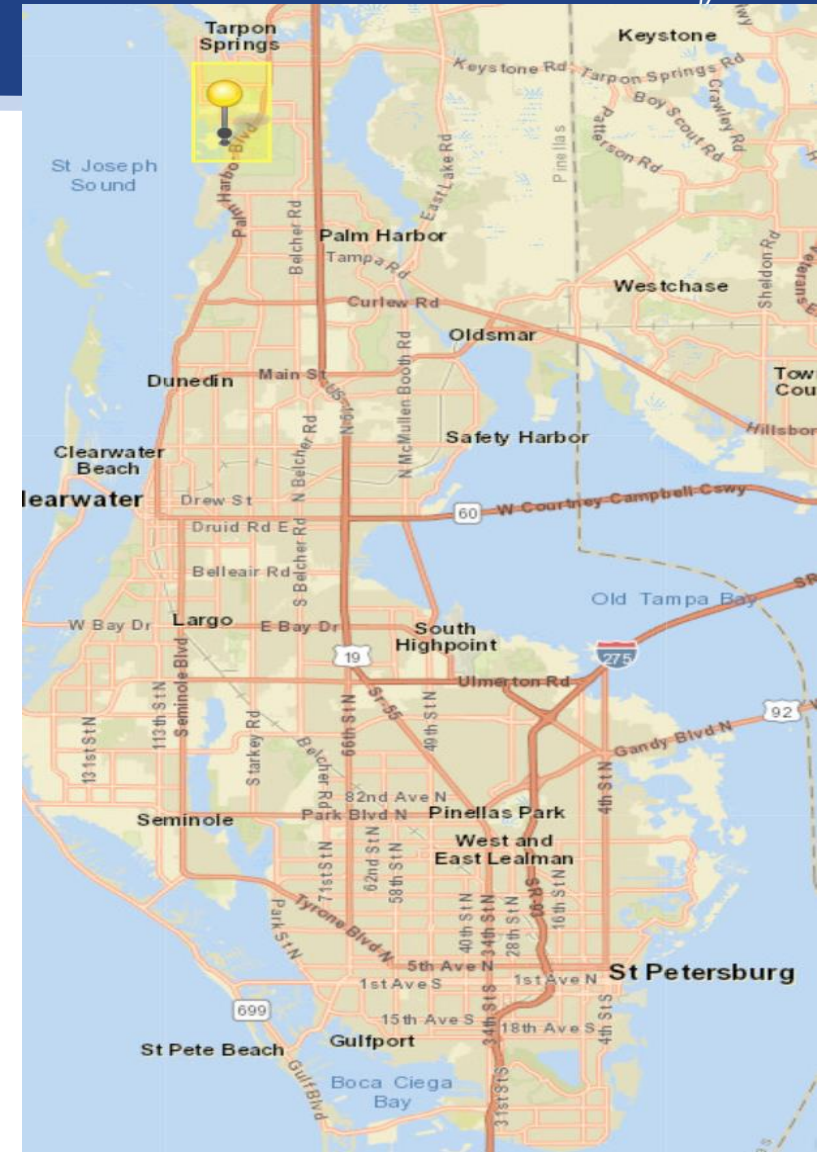 Tarpon
Springs
Keystone
Keystone Rd
Tarpon Springs Rd
Boy Scout Rd
Crawley Rd
Patterson Rd
Pinellas
St Joseph
Sound
Palm Harbor Blvd
East Lake Rd
Belcher Rd
Palm Harbor
Tampa Rd
Sheldon Rd
Veterans
Westchase
Curlew Rd
Oldsmar
Dunedin
Main St
US-19 N
N McMullen Booth Rd
Town
Cou
Hillsbor
N Belcher Rd
Safety Harbor
Clearwater
Beach
learwater
Drew St
60
W Courtney Campbell Cswy
Druid Rd E
S Belcher Rd
Belleair Rd
Old Tampa Bay
SR
W Bay Dr
Largo
E Bay Dr
South
Highpoint
19
275
Ulmerton Rd
Seminole Blvd
113th St N
131st St N
Starkey Rd
66th St N
Sr-55
49th St N
92
Gandy Blvd N
Belcher Rd
4th St N
82nd Ave N
Park Blvd N
Pinellas Park
Seminole
West and
East Lealman
71st St N
62nd St N
58th St N
SR-93
16th St N
40th St N
34th St N
28th St N
Park St N
Tyrone Blvd N
5th Ave N
1st Ave S
1st Ave N
St Petersburg
699
15th Ave S
34th St S
18th Ave S
4th St S
St Pete Beach
Gulfport
Gulf Blvd
Boca Ciega
Bay
31st St S